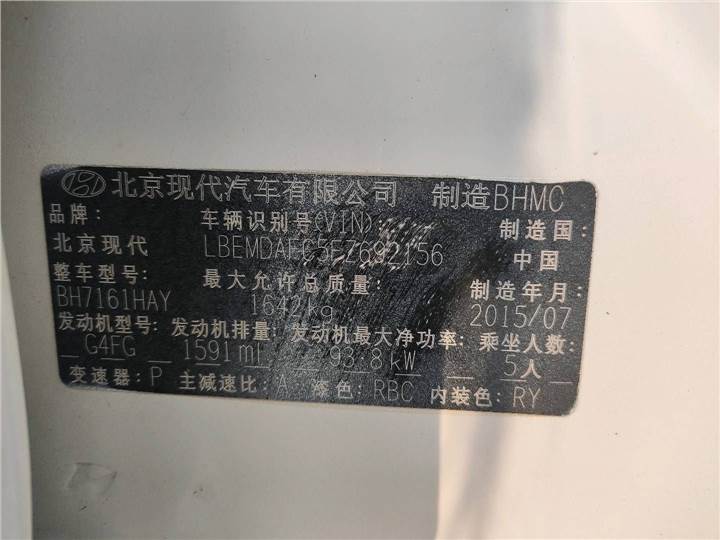 北京现代汽车有限公司 制造BHMC
品牌: 车辆识别号(VIN) 制造国:
北京现代 LBEMDAFC5FZ692156 中国
整车型号: 最大允许总质量: 制造年月:
BH7161HAY 1642kg 2015/07
发动机型号: 发动机排量: 发动机最大净功率: 乘坐人数:
G4FG 1591ml 93.8kW 5人
变速器: P 主减速比: A 漆色: RBC 内装色: RY